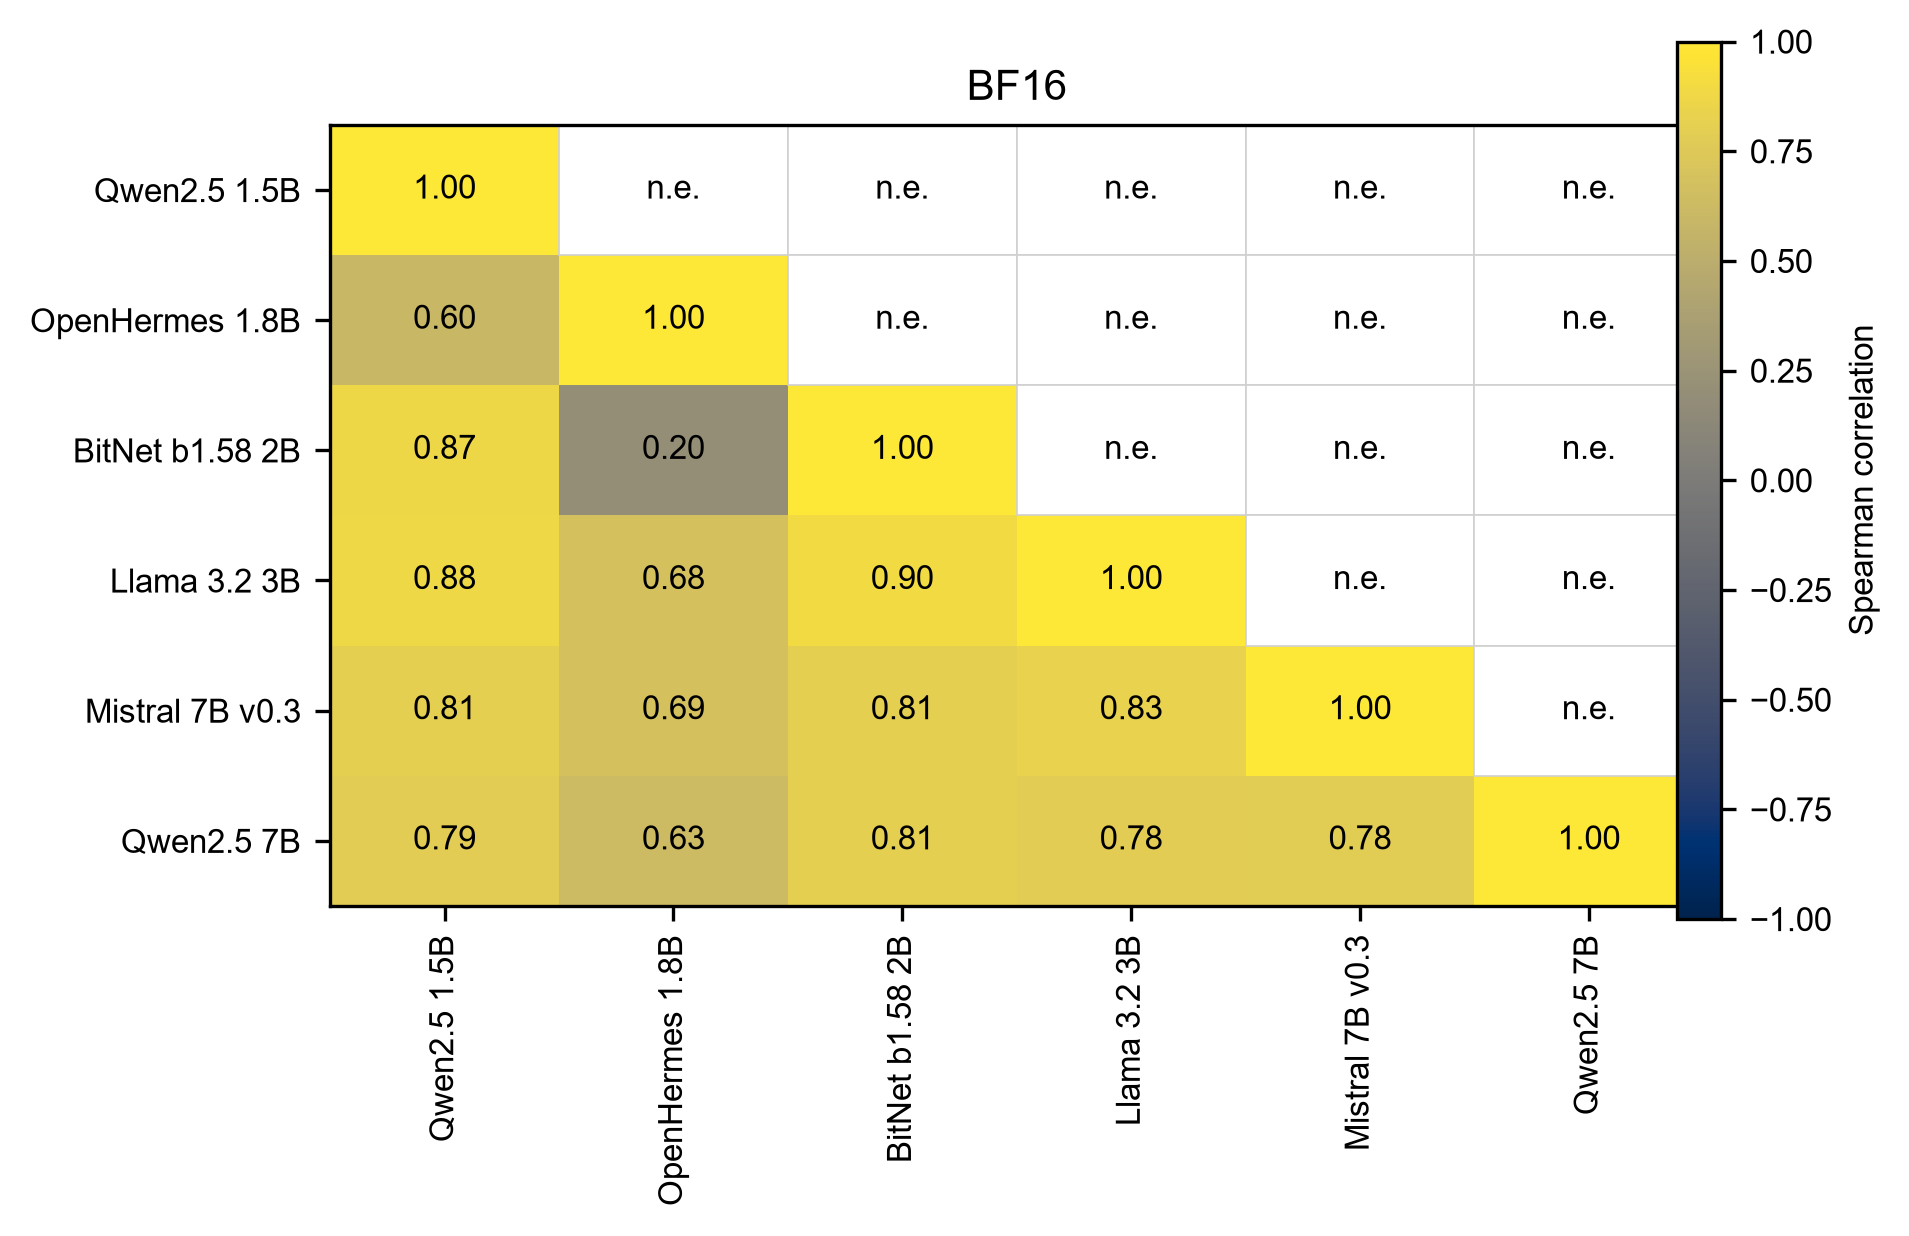 BF16
Qwen2.5 1.5B 1.00 n.e. n.e. n.e. n.e. n.e.
OpenHermes 1.8B 0.60 1.00 n.e. n.e. n.e. n.e.
BitNet b1.58 2B 0.87 0.20 1.00 n.e. n.e. n.e.
Llama 3.2 3B 0.88 0.68 0.90 1.00 n.e. n.e.
Mistral 7B v0.3 0.81 0.69 0.81 0.83 1.00 n.e.
Qwen2.5 7B 0.79 0.63 0.81 0.78 0.78 1.00
Qwen2.5 1.5B
OpenHermes 1.8B
BitNet b1.58 2B
Llama 3.2 3B
Mistral 7B v0.3
Qwen2.5 7B
1.00
0.75
0.50
0.25
0.00
−0.25
−0.50
−0.75
−1.00
Spearman correlation